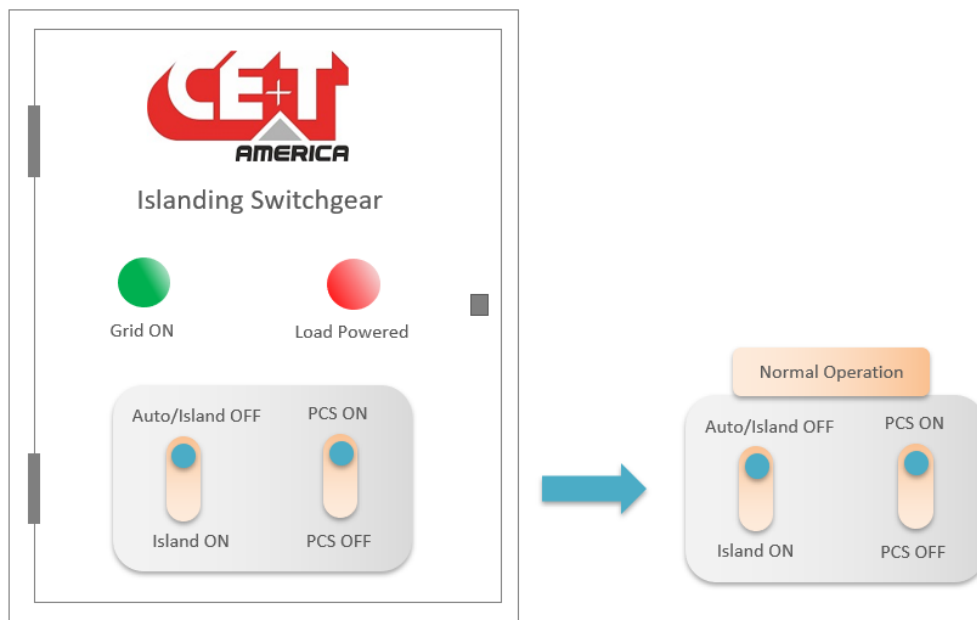 CE+T
AMERICA
Islanding Switchgear
Grid ON
Load Powered
Auto/Island OFF
PCS ON
Island ON
PCS OFF
Normal Operation
Auto/Island OFF
PCS ON
Island ON
PCS OFF